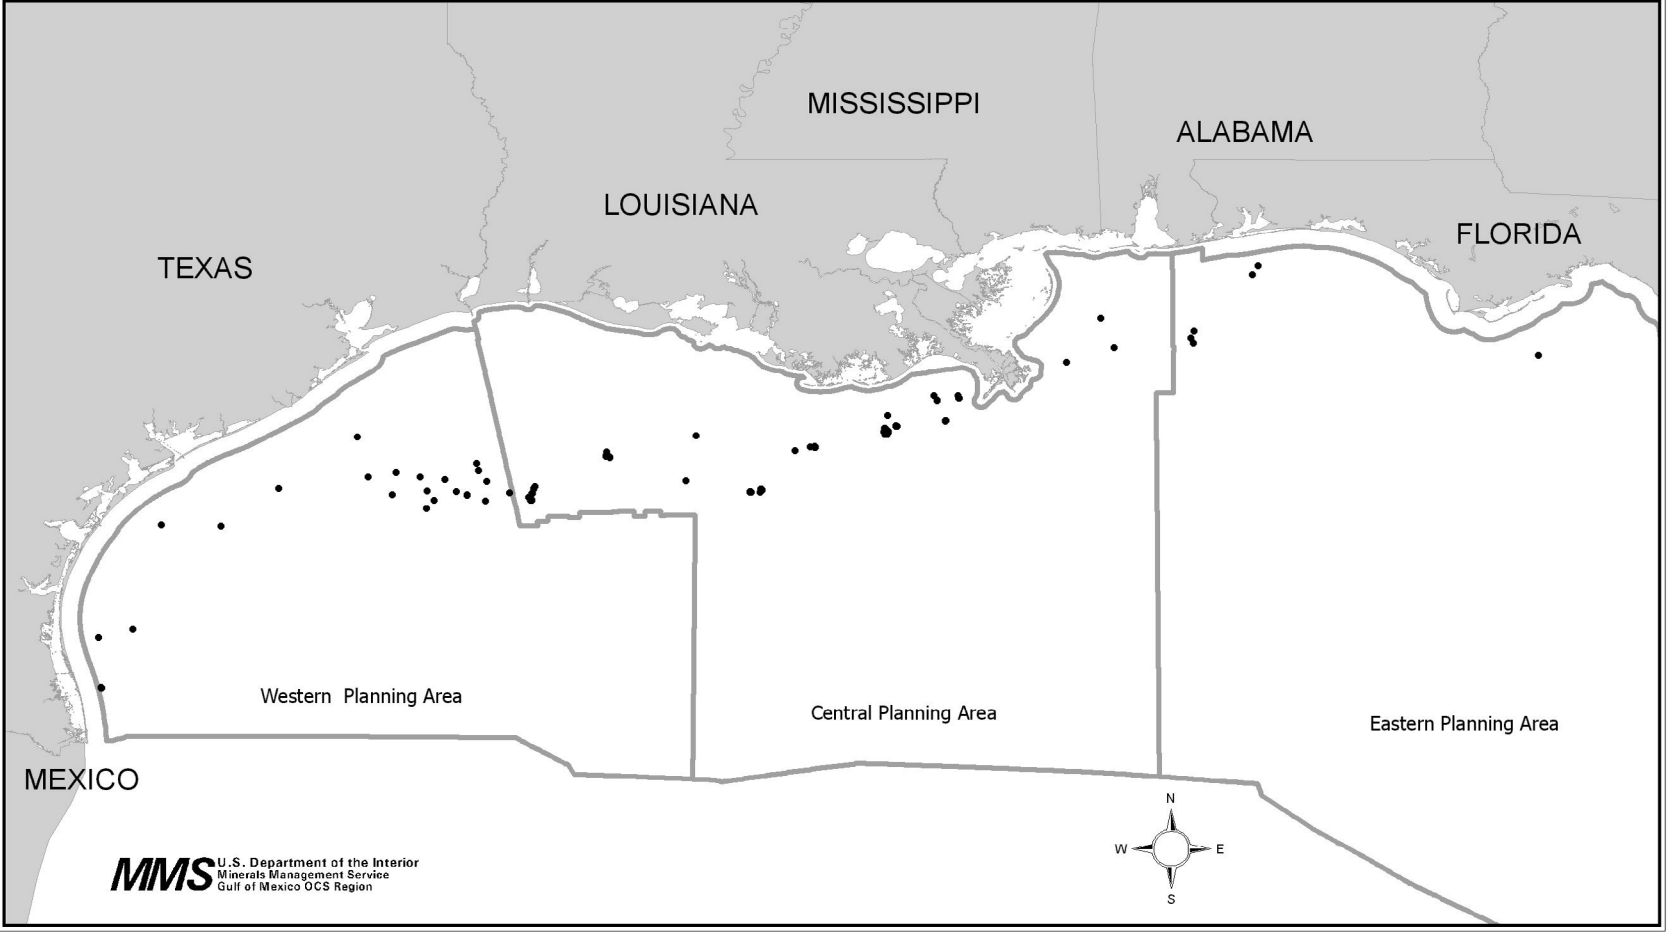 MISSISSIPPI
ALABAMA
LOUISIANA
FLORIDA
TEXAS
Western  Planning Area
Central Planning Area
Eastern Planning Area
MEXICO
N
W E
S
MMS
U.S. Department of the Interior
Minerals Management Service
Gulf of Mexico OCS Region